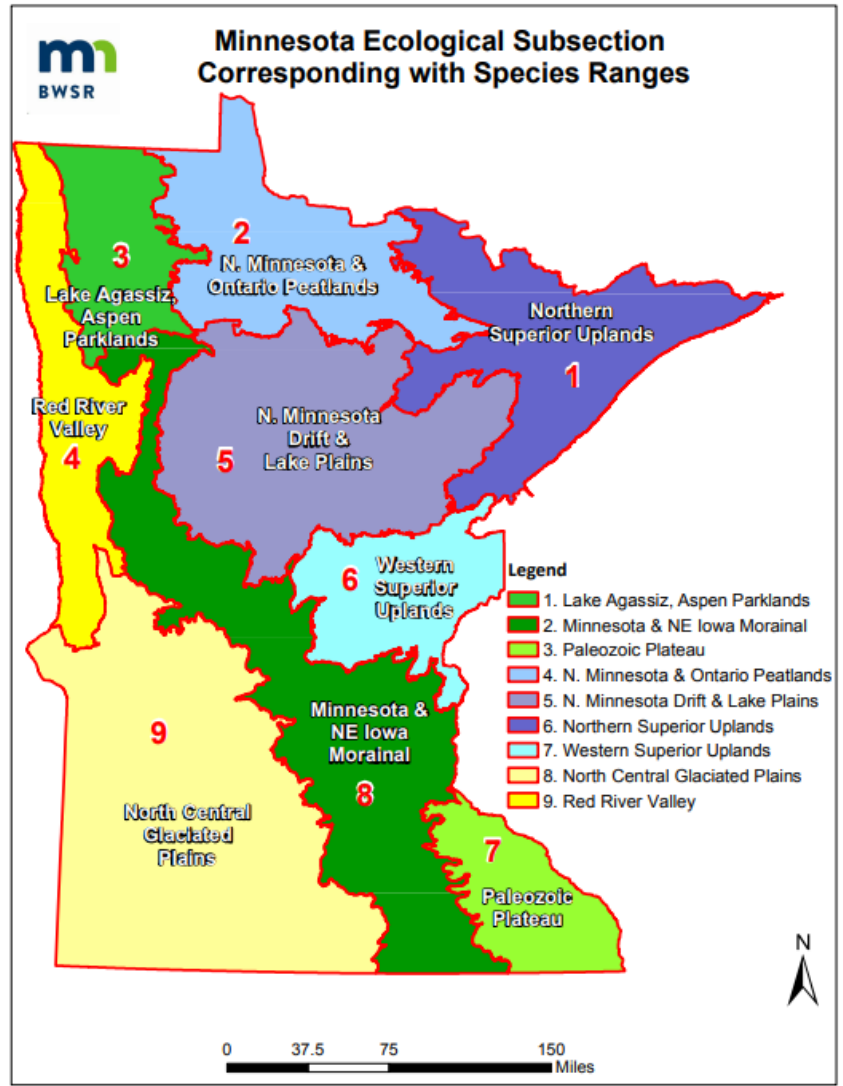 Minnesota Ecological Subsection
Corresponding with Species Ranges
mn
BWSR
2
N. Minnesota &
Ontario Peatlands
3
Lake Agassiz,
Aspen
Parklands
Northern
Superior Uplands
1
Red River
Valley
4
N. Minnesota
Drift &
Lake Plains
5
Western
Superior
Uplands
6
Legend
1. Lake Agassiz, Aspen Parklands
2. Minnesota & NE Iowa Morainal
3. Paleozoic Plateau
4. N. Minnesota & Ontario Peatlands
5. N. Minnesota Drift & Lake Plains
6. Northern Superior Uplands
7. Western Superior Uplands
8. North Central Glaciated Plains
9. Red River Valley
Minnesota &
NE Iowa
Morainal
8
9
North Central
Glaciated
Plains
7
Paleozoic
Plateau
N
0 37.5 75 150
Miles